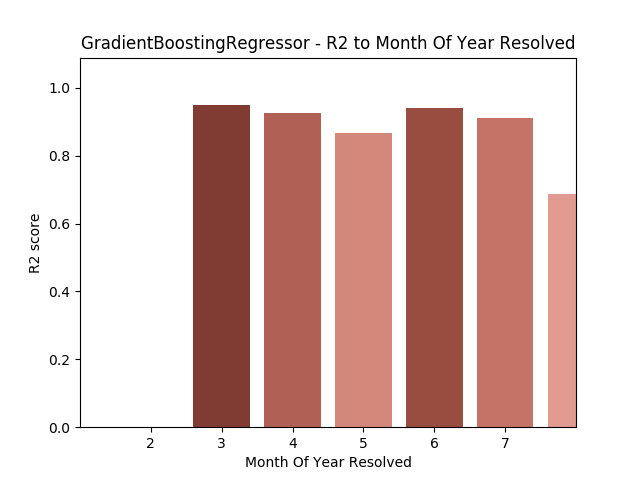 GradientBoostingRegressor - R2 to Month Of Year Resolved
1.0
0.8
0.6
0.4
0.2
0.0
R2 score
2 3 4 5 6 7
Month Of Year Resolved